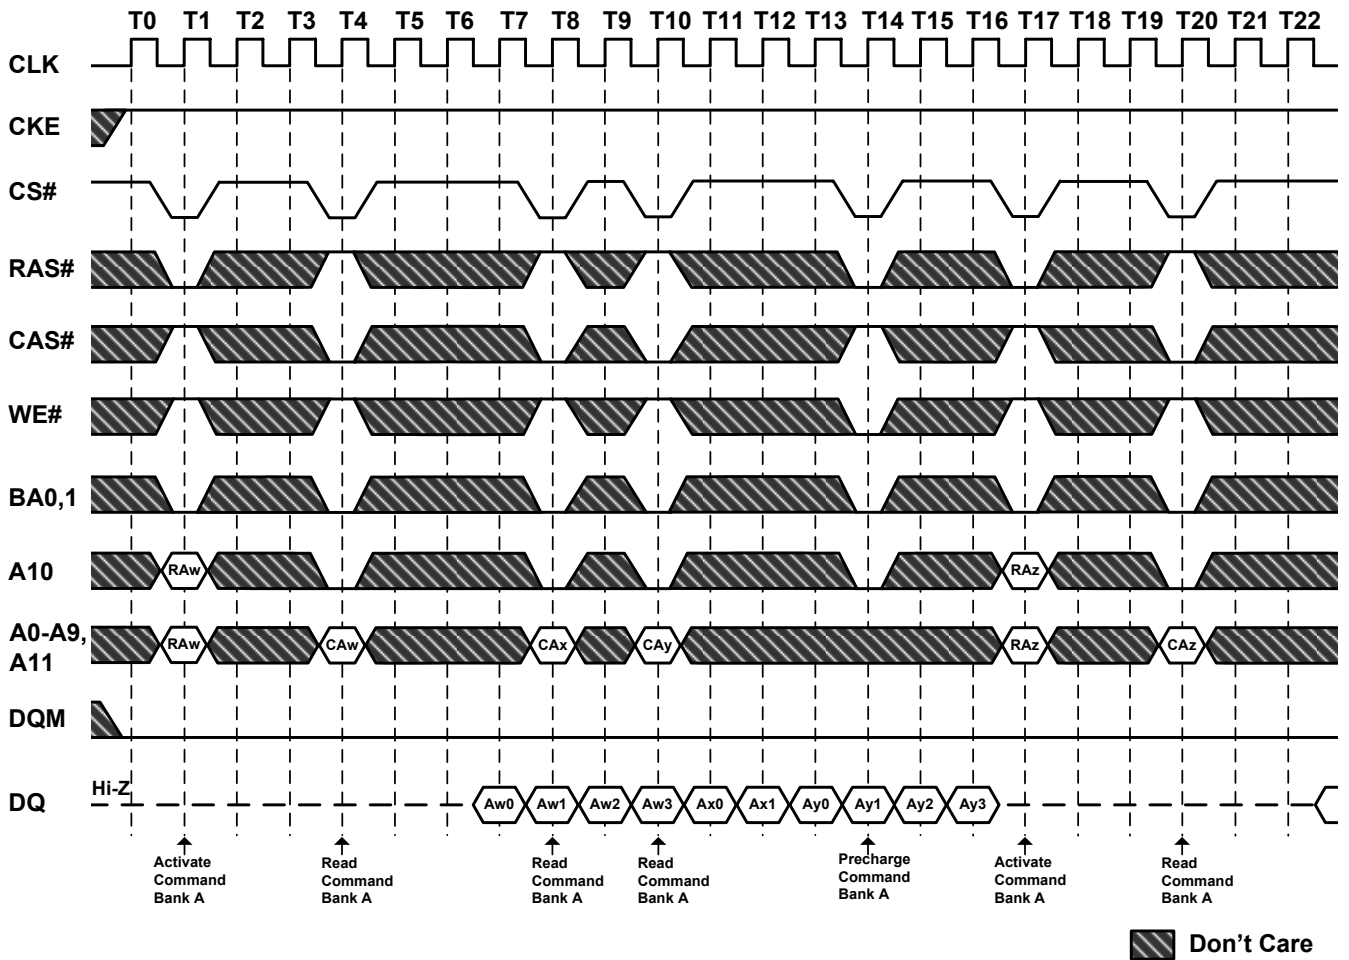 T0 T1 T2 T3 T4 T5 T6 T7 T8 T9 T10 T11 T12 T13 T14 T15 T16 T17 T18 T19 T20 T21 T22
CLK
CKE
CS#
RAS#
CAS#
WE#
BA0,1
A10 RAw RAz
A0-A9,
A11
RAw CAw CAx CAy RAz CAz
DQM
DQ Hi-Z Aw0 Aw1 Aw2 Aw3 Ax0 Ax1 Ay0 Ay1 Ay2 Ay3
Activate
Command
Bank A
Read
Command
Bank A
Read
Command
Bank A
Read
Command
Bank A
Precharge
Command
Bank A
Activate
Command
Bank A
Read
Command
Bank A
Don't Care